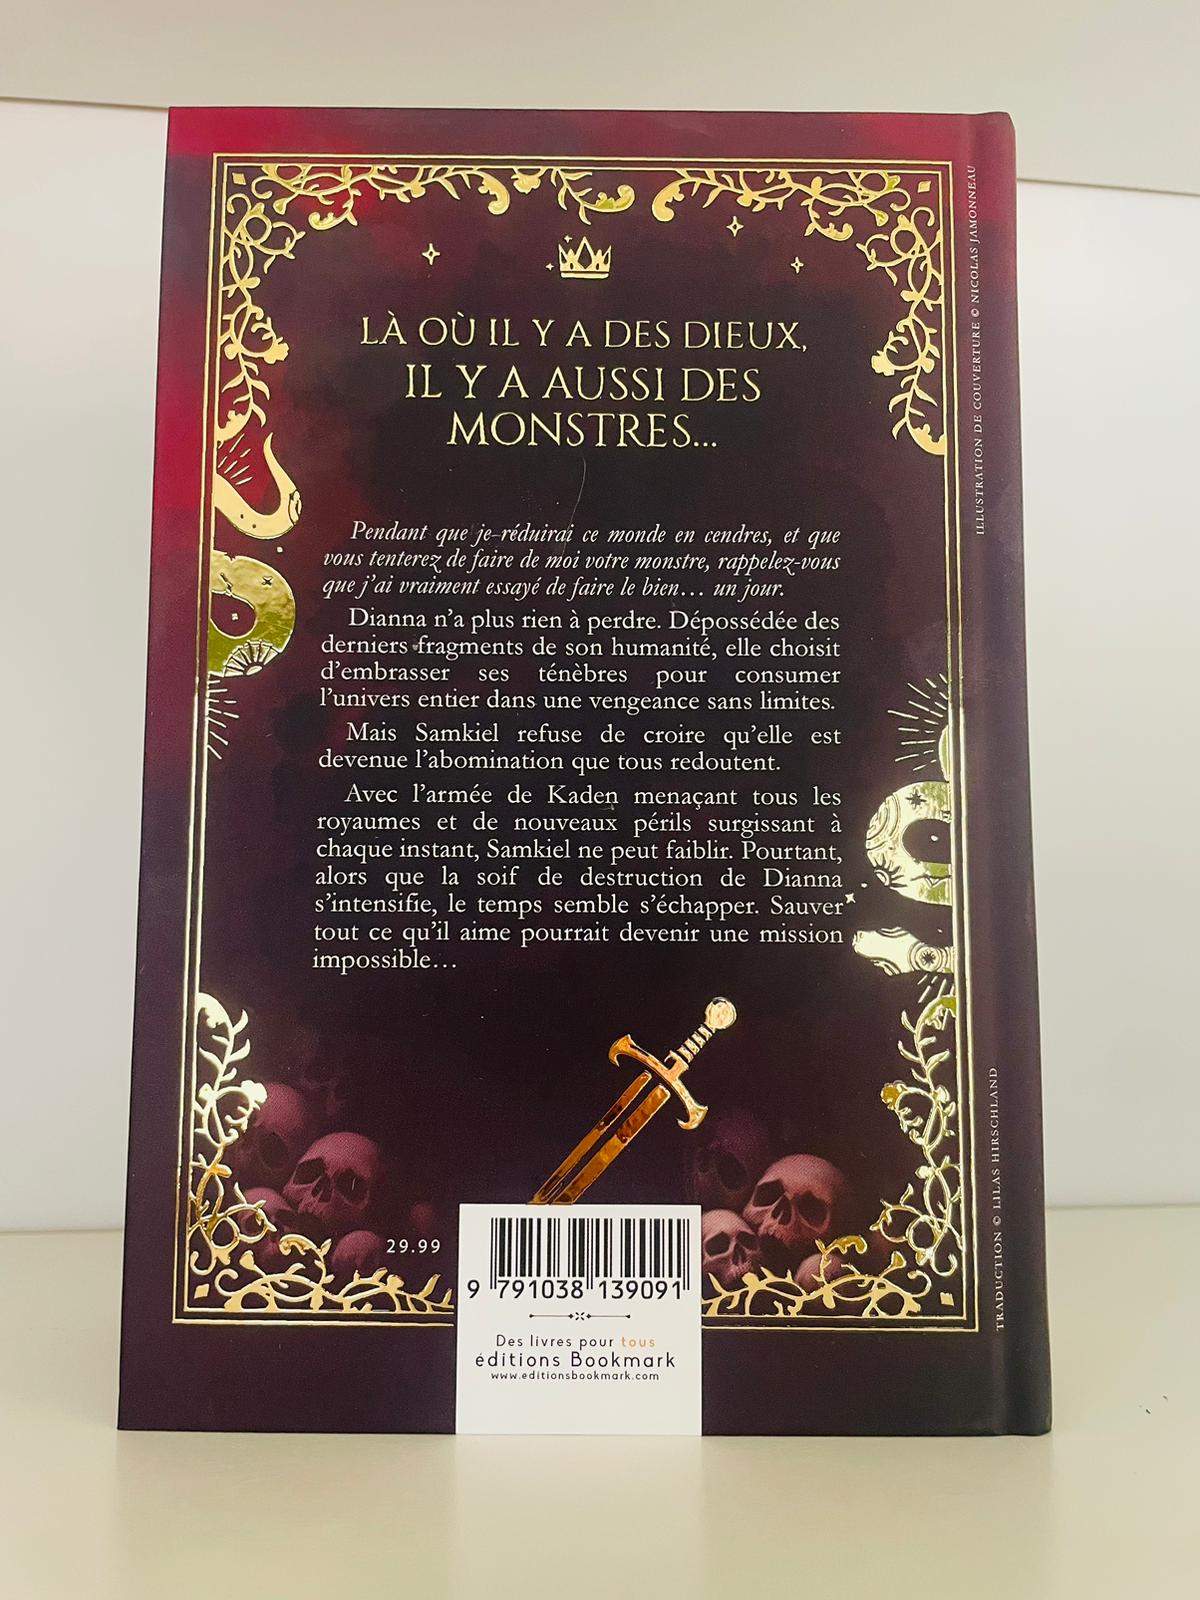 LÀ OÙ IL Y A DES DIEUX,
IL Y A AUSSI DES
MONSTRES...
Pendant que je réduirai ce monde en cendres, et que
vous tenterez de faire de moi votre monstre, rappelez-vous
que j'ai vraiment essayé de faire le bien... un jour.
Dianna n'a plus rien à perdre. Dépossédée des
derniers fragments de son humanité, elle choisit
d'embrasser ses ténèbres pour consumer
l'univers entier dans une vengeance sans limites.
Mais Samkiel refuse de croire qu'elle est
devenue l'abomination que tous redoutent.
Avec l'armée de Kaden menaçant tous les
royaumes et de nouveaux périls surgissant à
chaque instant, Samkiel ne peut faiblir. Pourtant,
alors que la soif de destruction de Dianna
s'intensifie, le temps semble s'échapper. Sauver
tout ce qu'il aime pourrait devenir une mission
impossible...
29.99
9 791038 139091
Des livres pour tous
éditions Bookmark
www.editionsbookmark.com
ILLUSTRATION DE COUVERTURE © NICOLAS JAMONNEAU
TRADUCTION © LILAS HIRSCHLAND